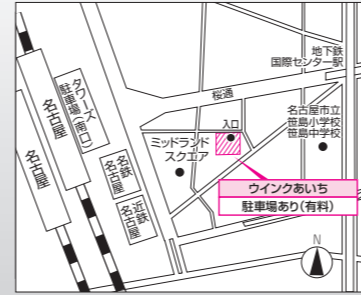 地下鉄
国際センター駅
桜通
名古屋市立
笹島小学校
笹島中学校
入口
ミッドランド
スクエア
タワーズ
駐車場(南口)
名古屋
名古屋
名鉄
名古屋
近鉄
名古屋
ウインクあいち
駐車場あり(有料)
N